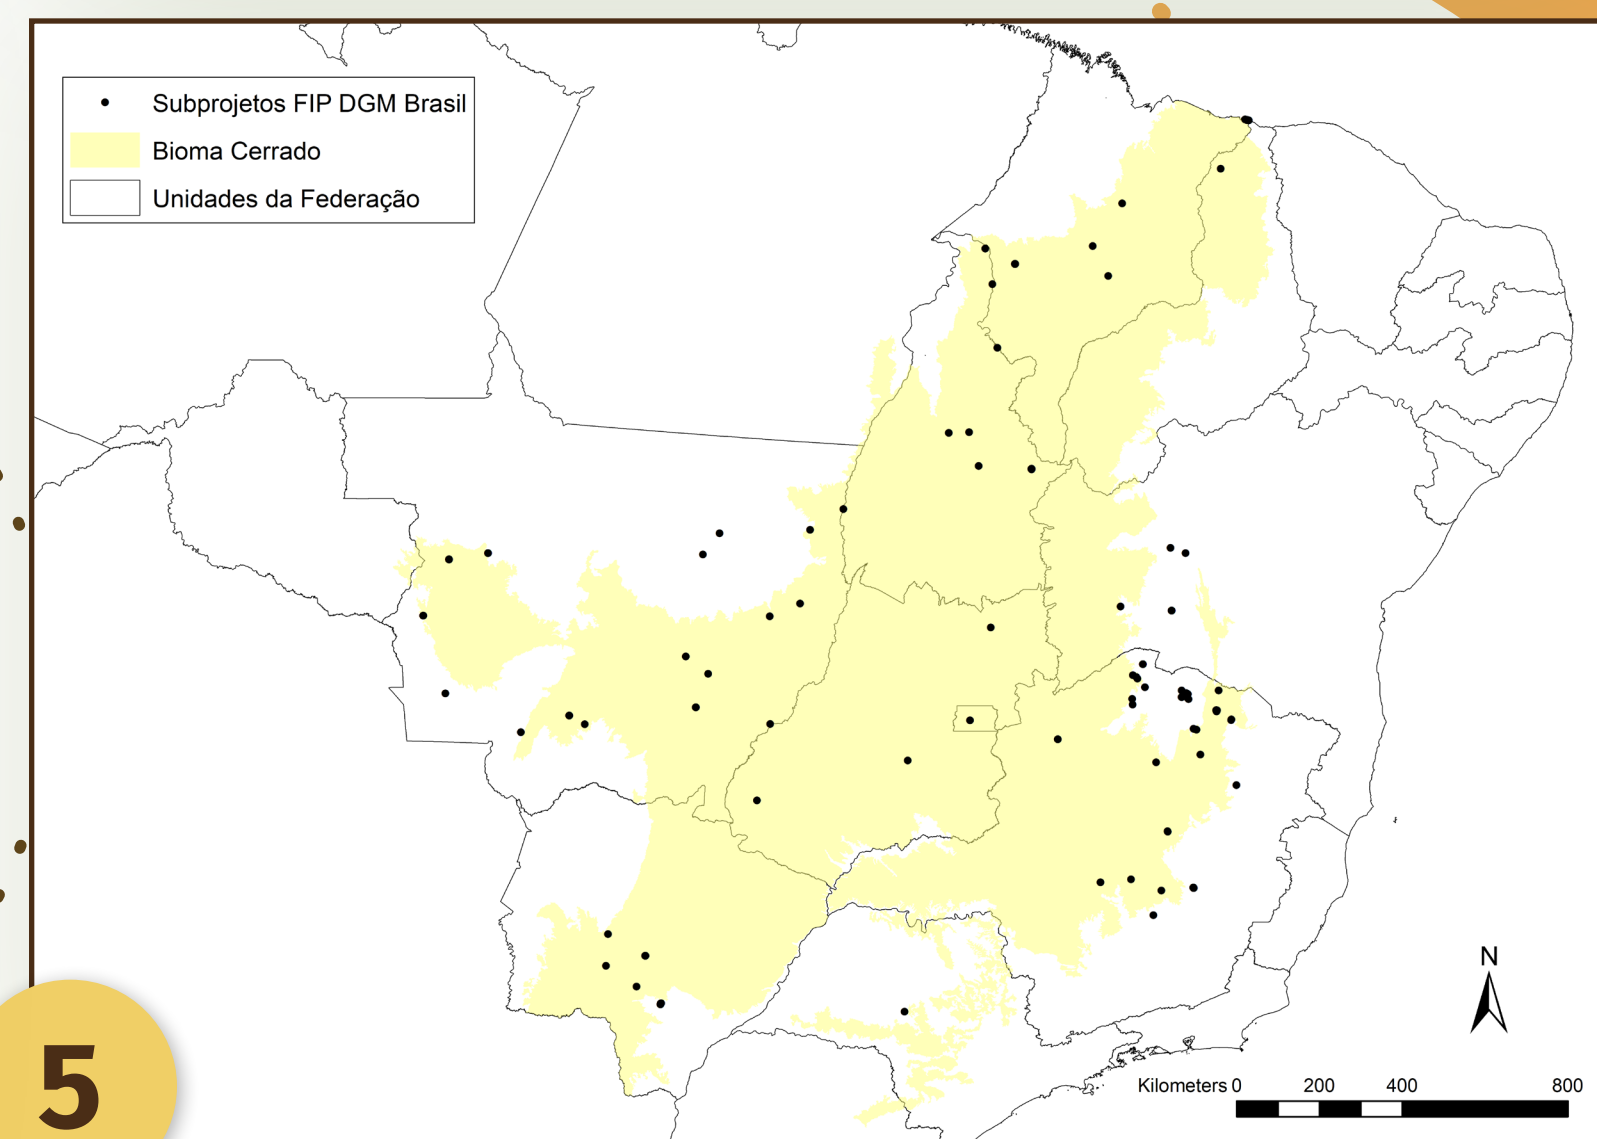 Subprojetos FIP DGM Brasil
Bioma Cerrado
Unidades da Federação
N
Kilometers 0 200 400 800
5